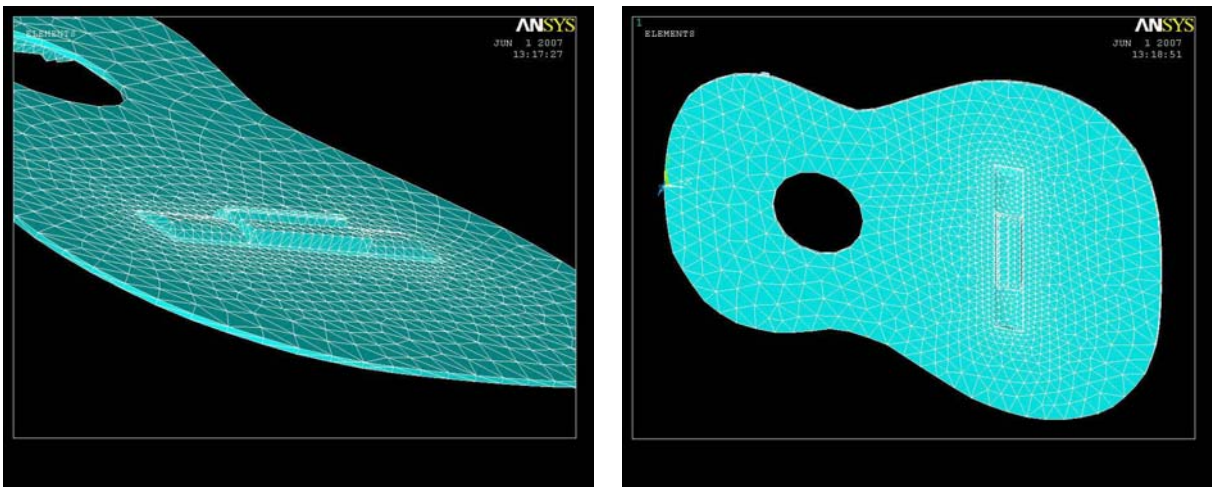 ANSYS
ELEMENTS
JUN 1 2007
13:17:27
1
ANSYS
ELEMENTS
JUN 1 2007
13:18:51